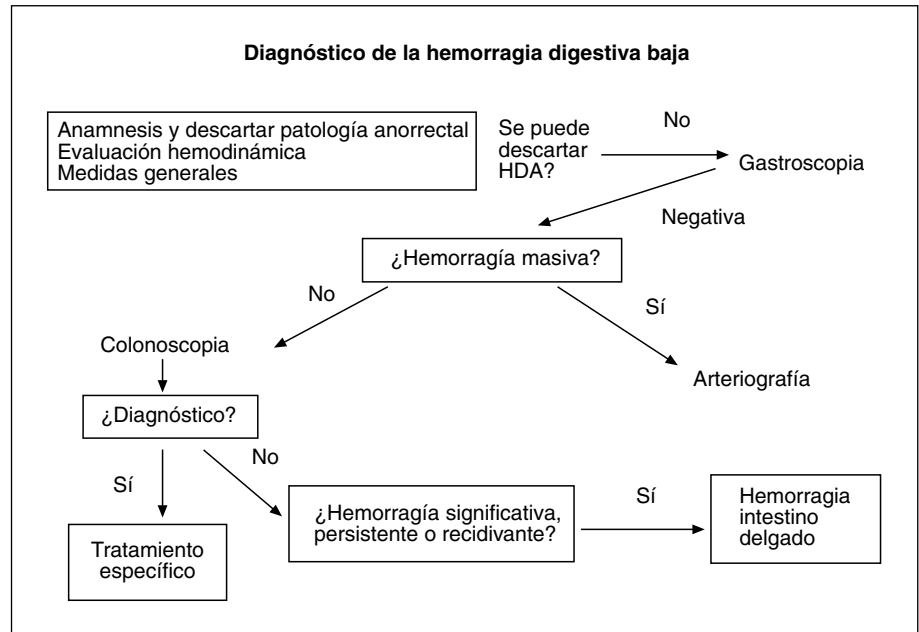 Diagnóstico de la hemorragia digestiva baja
Anamnesis y descartar patología anorrectal
Evaluación hemodinámica
Medidas generales
Se puede
descartar
HDA?
No
Gastroscopia
Negativa
¿Hemorragía masiva?
No
Sí
Colonoscopia
Arteriografía
¿Diagnóstico?
Sí
No
¿Hemorragía significativa,
persistente o recidivante?
Sí
Hemorragia
intestino
delgado
Tratamiento
específico